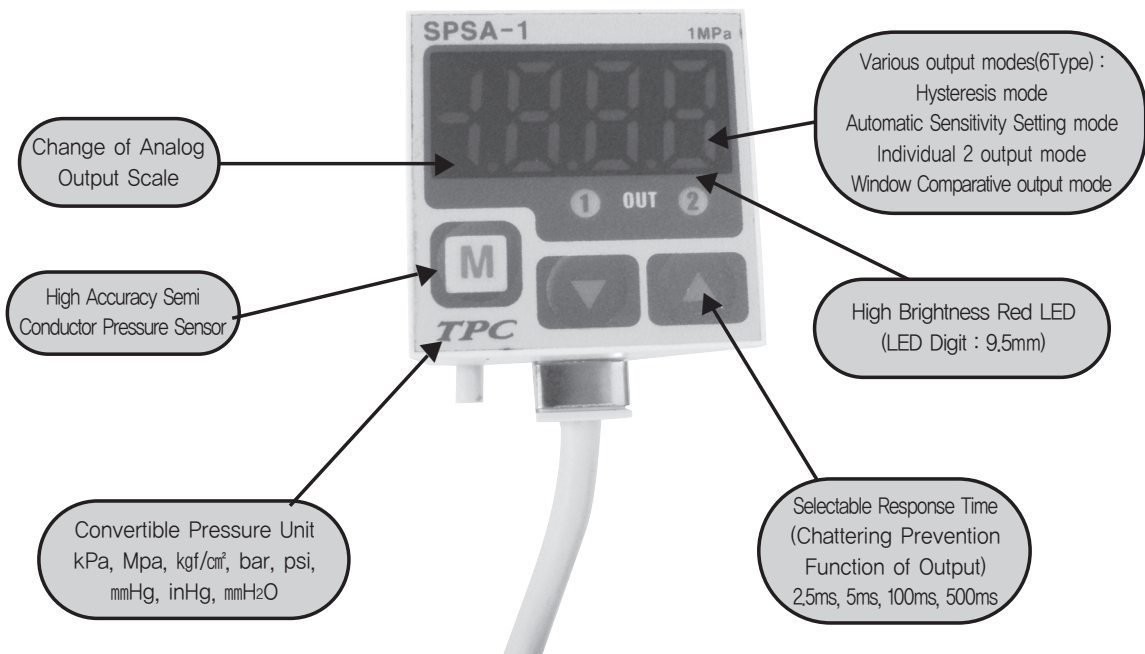 SPSA-1
1MPa
① OUT ②
M
TPC
Change of Analog
Output Scale
High Accuracy Semi
Conductor Pressure Sensor
Convertible Pressure Unit
kPa, Mpa, kgf/㎠, bar, psi,
mmHg, inHg, mmH₂O
Various output modes(6Type) :
Hysteresis mode
Automatic Sensitivity Setting mode
Individual 2 output mode
Window Comparative output mode
High Brightness Red LED
(LED Digit : 9.5mm)
Selectable Response Time
(Chattering Prevention
Function of Output)
2.5ms, 5ms, 100ms, 500ms